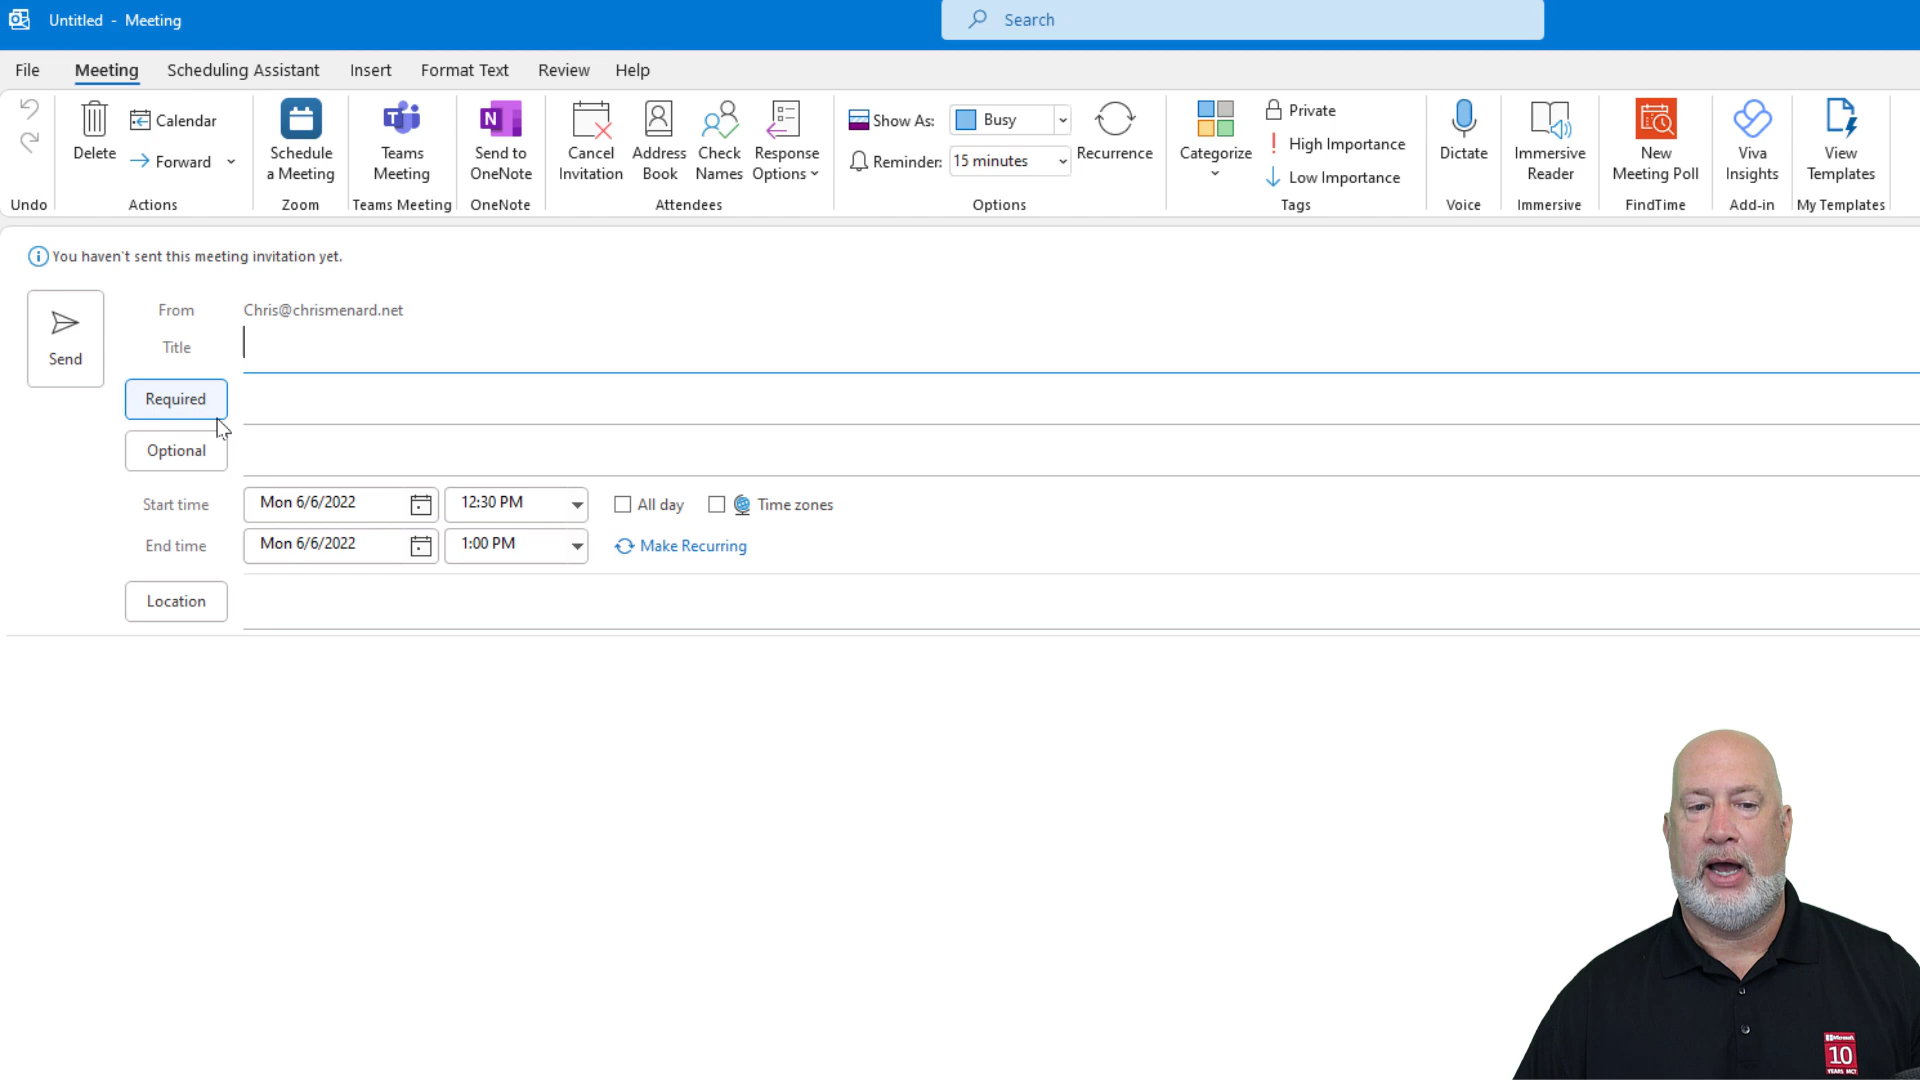 Untitled - Meeting
Search
File Meeting Scheduling Assistant Insert Format Text Review Help
Delete
Calendar
Forward
Schedule
a Meeting
Teams
Meeting
Send to
OneNote
Cancel
Invitation
Address
Book
Check
Names
Response
Options
Show As:
Busy
Reminder:
15 minutes
Recurrence
Categorize
Private
High Importance
Low Importance
Dictate
Immersive
Reader
New
Meeting Poll
Viva
Insights
View
Templates
Undo Actions Zoom Teams Meeting OneNote Attendees Options Tags Voice Immersive FindTime Add-in My Templates
You haven't sent this meeting invitation yet.
Send
From Chris@chrismenard.net
Title
Required
Optional
Start time Mon 6/6/2022 12:30 PM All day Time zones
End time Mon 6/6/2022 1:00 PM Make Recurring
Location
Microsoft
10
YEARS MCT